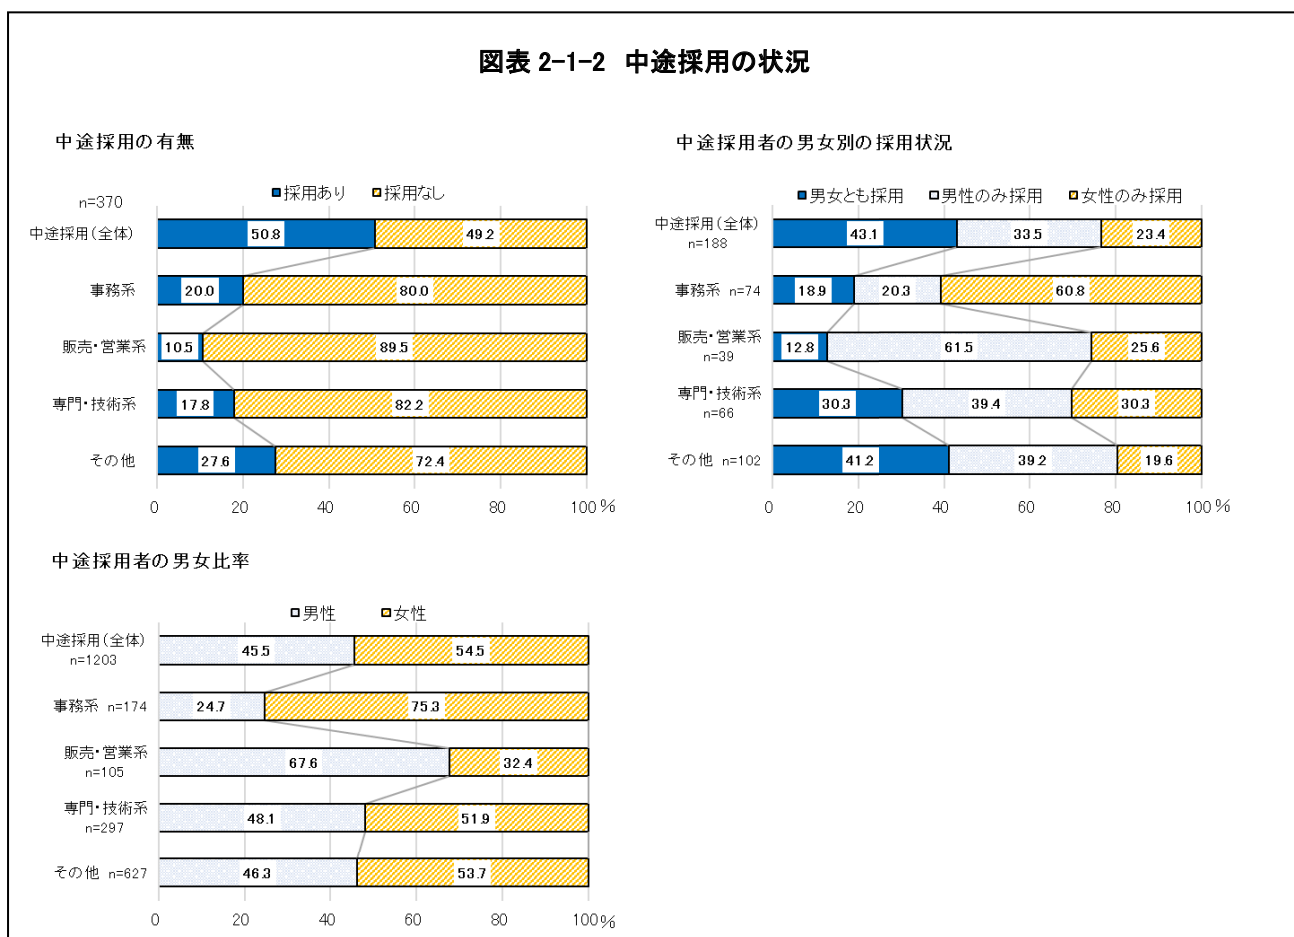 図表 2-1-2 中途採用の状況
中途採用の有無
■採用あり ■採用なし
n=370
中途採用(全体) 50.8 49.2
事務系 20.0 80.0
販売・営業系 10.5 89.5
専門・技術系 17.8 82.2
その他 27.6 72.4
0 20 40 60 80 100 %
中途採用者の男女別の採用状況
■男女とも採用 ■男性のみ採用 ■女性のみ採用
中途採用(全体)
n=188
43.1 33.5 23.4
事務系 n=74 18.9 20.3 60.8
販売・営業系
n=39
12.8 61.5 25.6
専門・技術系
n=66
30.3 39.4 30.3
その他 n=102 41.2 39.2 19.6
0 20 40 60 80 100 %
中途採用者の男女比率
■男性 ■女性
中途採用(全体)
n=1203
45.5 54.5
事務系 n=174 24.7 75.3
販売・営業系
n=105
67.6 32.4
専門・技術系
n=297
48.1 51.9
その他 n=627 46.3 53.7
0 20 40 60 80 100 %